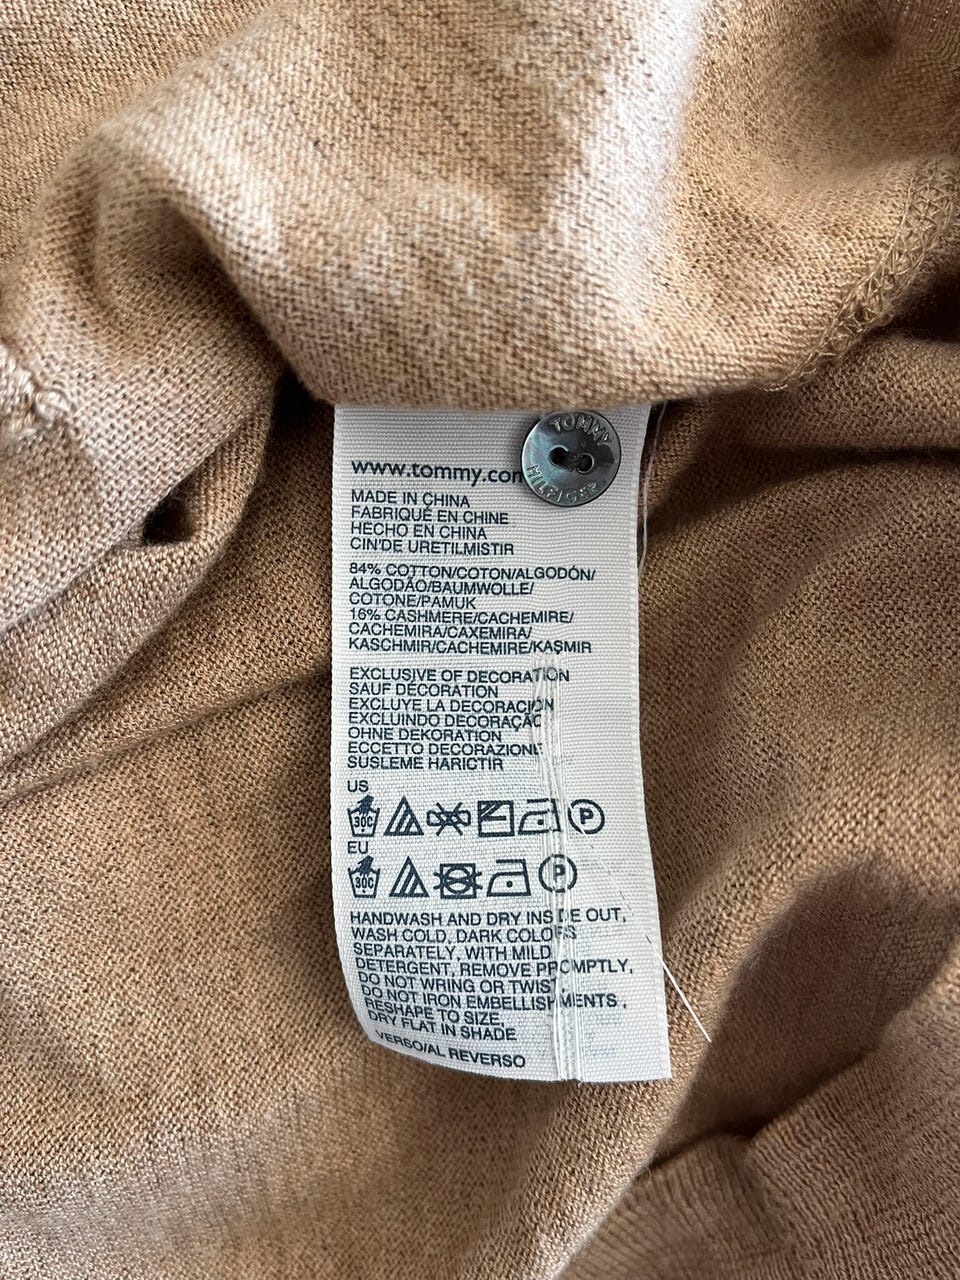 TOMMY
HILFIGER
www.tommy.com
MADE IN CHINA
FABRIQUÉ EN CHINE
HECHO EN CHINA
CIN'DE URETILMISTIR
84% COTTON/COTON/ALGODÓN/
ALGODÃO/BAUMWOLLE/
COTONE/PAMUK
16% CASHMERE/CACHEMIRE/
CACHEMIRA/CAXEMIRA/
KASCHMIR/CACHEMIRE/KAŞMIR
EXCLUSIVE OF DECORATION
SAUF DÉCORATION
EXCLUYE LA DECORACIÓN
EXCLUINDO DECORAÇÃO
OHNE DEKORATION
ECCETTO DECORAZIONE
SUSLEME HARICTIR
US
30C P
EU
30C P
HANDWASH AND DRY INSIDE OUT,
WASH COLD, DARK COLORS
SEPARATELY, WITH MILD
DETERGENT, REMOVE PROMPTLY,
DO NOT WRING OR TWIST,
DO NOT IRON EMBELLISHMENTS,
RESHAPE TO SIZE,
DRY FLAT IN SHADE
VERSO/AL REVERSO